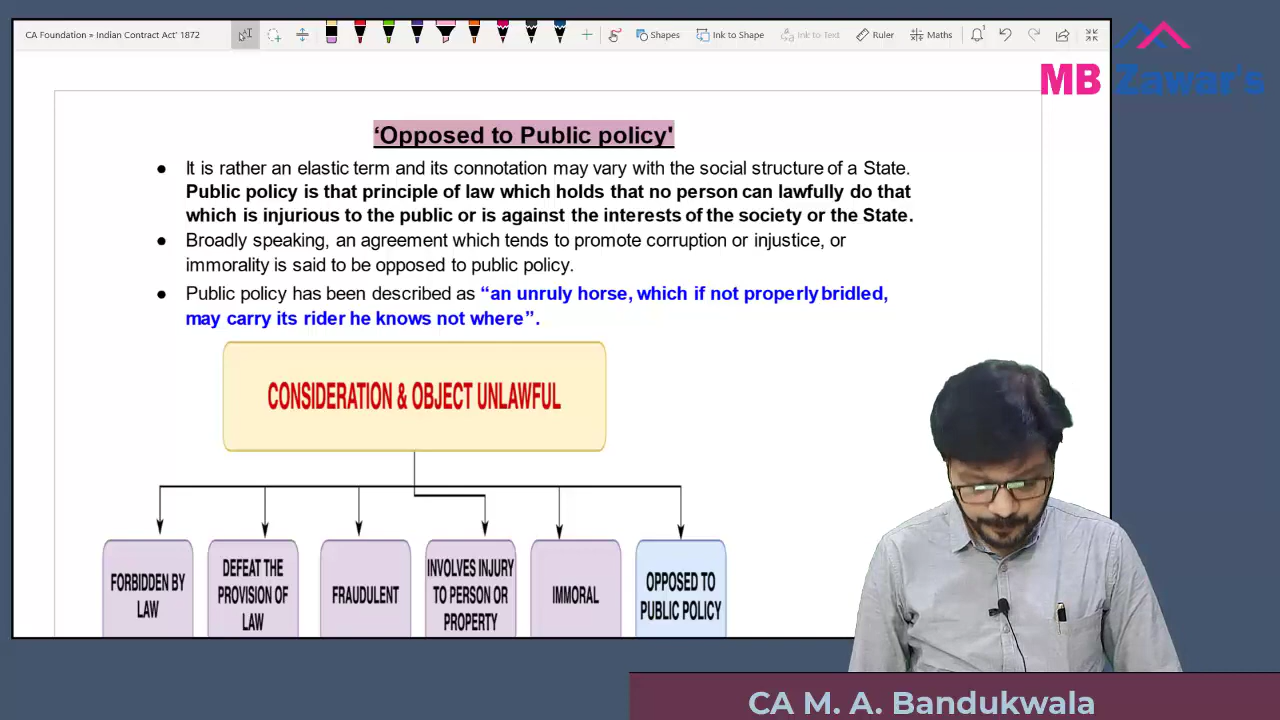 CA Foundation » Indian Contract Act' 1872
Shapes
Ink to Shape
Ink to Text
Ruler
Maths
MB Zawar's
‘Opposed to Public policy'
● It is rather an elastic term and its connotation may vary with the social structure of a State.
Public policy is that principle of law which holds that no person can lawfully do that
which is injurious to the public or is against the interests of the society or the State.
● Broadly speaking, an agreement which tends to promote corruption or injustice, or
immorality is said to be opposed to public policy.
● Public policy has been described as “an unruly horse, which if not properly bridled,
may carry its rider he knows not where”.
CONSIDERATION & OBJECT UNLAWFUL
FORBIDDEN BY
LAW
DEFEAT THE
PROVISION OF
LAW
FRAUDULENT
INVOLVES INJURY
TO PERSON OR
PROPERTY
IMMORAL
OPPOSED TO
PUBLIC POLICY
CA M. A. Bandukwala